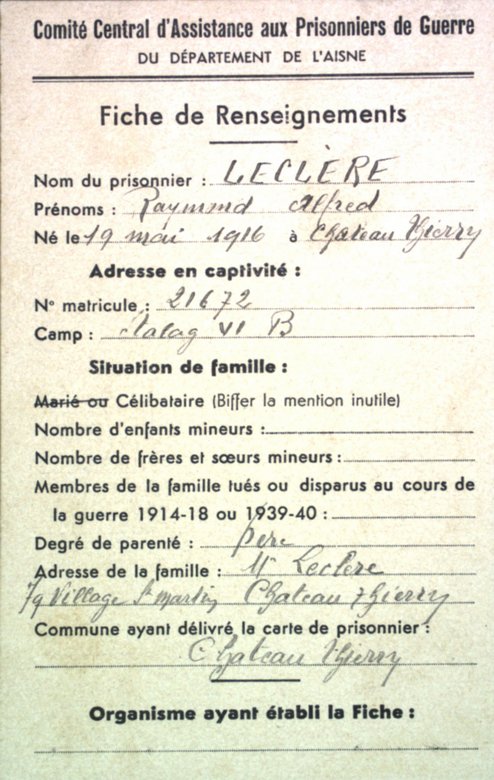 Comité Central d'Assistance aux Prisonniers de Guerre
DU DÉPARTEMENT DE L'AISNE
Fiche de Renseignements
Nom du prisonnier : LECLÈRE
Prénoms : Raymond Alfred
Né le 19 mai 1916 à Chateau Thierry
Adresse en captivité :
N° matricule : 21672
Camp : Stalag VI B
Situation de famille :
Marié ou Célibataire (Biffer la mention inutile)
Nombre d'enfants mineurs :
Nombre de frères et sœurs mineurs :
Membres de la famille tués ou disparus au cours de
la guerre 1914-18 ou 1939-40 :
Degré de parenté : père
Adresse de la famille : Mr Leclère
79 Village St Martin Chateau Thierry
Commune ayant délivré la carte de prisonnier :
Chateau Thierry
Organisme ayant établi la Fiche :